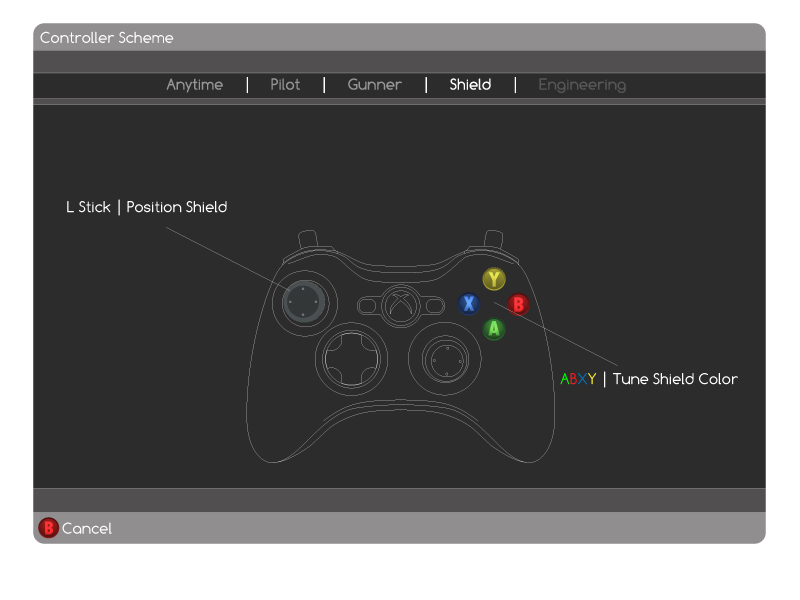 Controller Scheme
Anytime | Pilot | Gunner | Shield | Engineering
L Stick | Position Shield
Y
X B
A
ABXY | Tune Shield Color
B Cancel